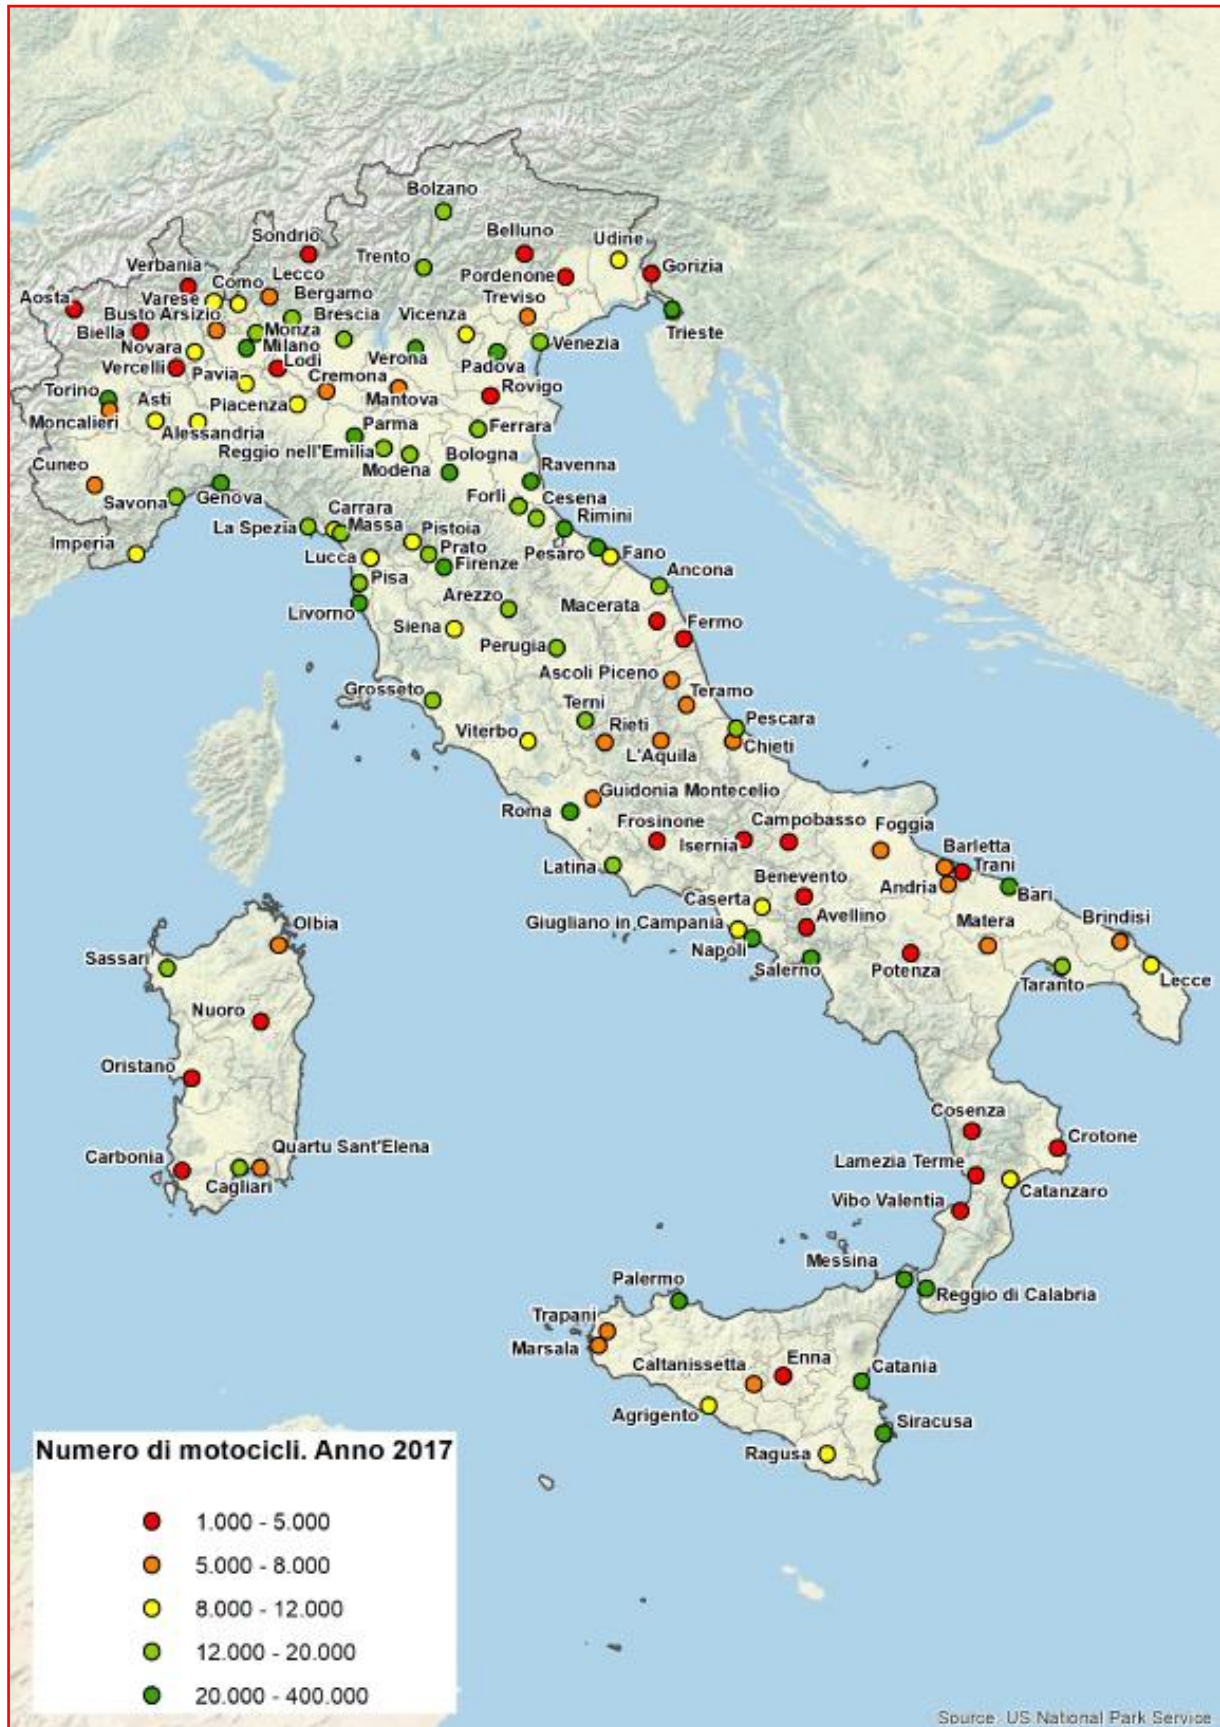 Bolzano
Sondrio
Belluno
Udine
Trento
Verbania
Lecco
Pordenone
Gorizia
Como
Aosta
Varese
Bergamo
Treviso
Busto Arsizio
Brescia
Vicenza
Biella
Monza
Trieste
Novara
Milano
Venezia
Vercelli
Lodi
Verona
Padova
Pavia
Cremona
Torino
Asti
Mantova
Rovigo
Piacenza
Moncalieri
Alessandria
Parma
Ferrara
Reggio nell'Emilia
Bologna
Cuneo
Modena
Ravenna
Savona
Genova
Forlì
Cesena
Carrara
La Spezia
Massa
Pistoia
Rimini
Imperia
Lucca
Prato
Pesaro
Fano
Firenze
Pisa
Ancona
Arezzo
Livorno
Macerata
Siena
Fermo
Perugia
Ascoli Piceno
Grosseto
Teramo
Terni
Pescara
Viterbo
Rieti
L'Aquila
Chieti
Guidonia Montecelio
Roma
Frosinone
Campobasso
Foggia
Isernia
Barletta
Latina
Trani
Benevento
Andria
Bari
Caserta
Avellino
Giugliano in Campania
Matera
Brindisi
Olbia
Napoli
Sassari
Salerno
Potenza
Taranto
Lecce
Nuoro
Oristano
Cosenza
Crotone
Quartu Sant'Elena
Carbonia
Lamezia Terme
Cagliari
Catanzaro
Vibo Valentia
Messina
Palermo
Reggio di Calabria
Trapani
Marsala
Caltanissetta
Enna
Catania
Agrigento
Siracusa
Ragusa
Numero di motocicli. Anno 2017
1.000 - 5.000
5.000 - 8.000
8.000 - 12.000
12.000 - 20.000
20.000 - 400.000
Source: US National Park Service